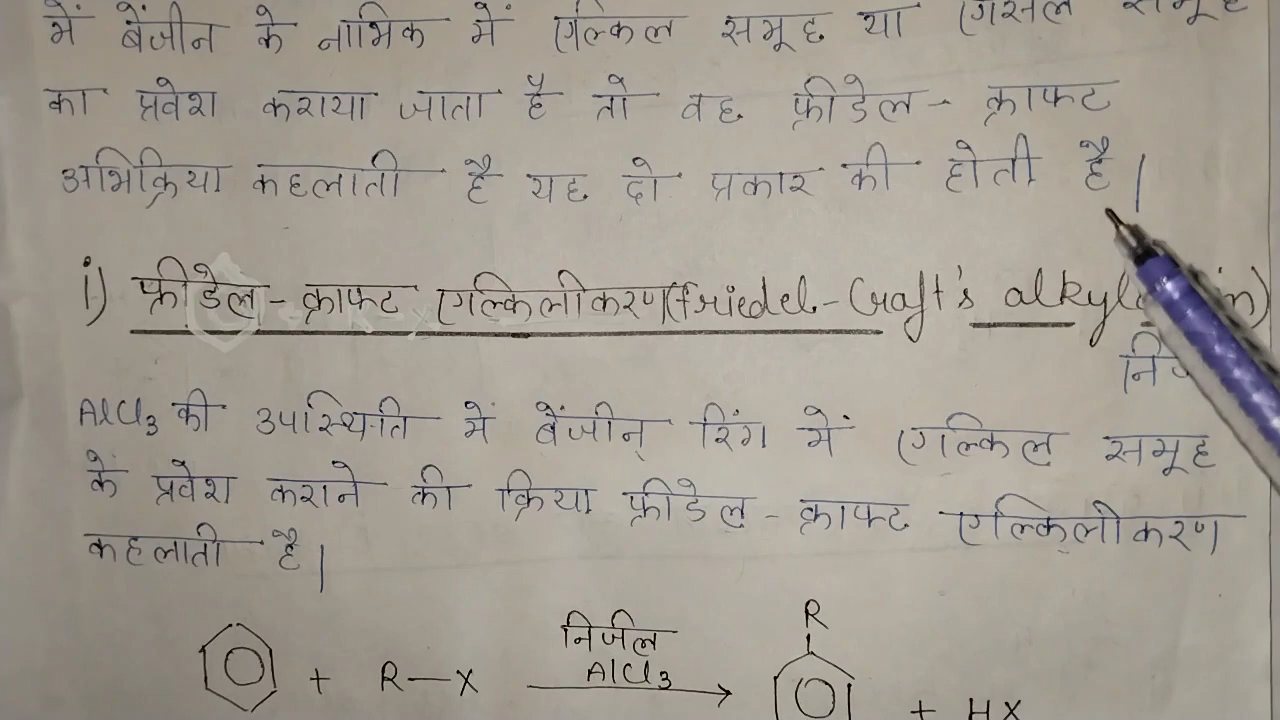 में बेंजीन के नाभिक में एल्किल समूह या एसिल समूह
का प्रवेश कराया जाता है तो वह फ्रीडेल - क्राफ्ट
अभिक्रिया कहलाती है यह दो प्रकार की होती है।
i) फ्रीडेल - क्राफ्ट एल्किलीकरण (Friedel - Craft's alkylation)
AlCl3 की उपस्थिति में बेंजीन् रिंग में एल्किल समूह
के प्रवेश कराने की क्रिया फ्रीडेल - क्राफ्ट एल्किलीकरण
कहलाती है।
R
निर्जल
AlCl3
+ R—X
+ HX